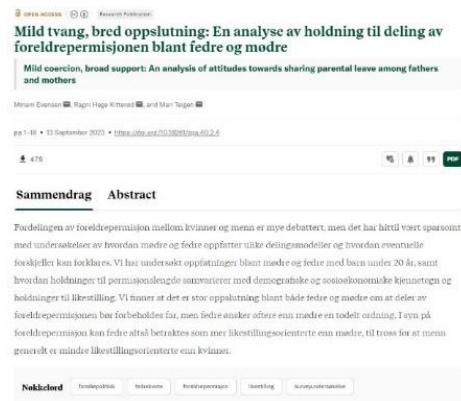 OPEN ACCESS Research Publication
Mild tvang, bred oppslutning: En analyse av holdning til deling av
foreldrepermisjonen blant fedre og mødre
Mild coercion, broad support: An analysis of attitudes towards sharing parental leave among fathers
and mothers
Miriam Evensen, Ragni Hege Kitterød, and Mari Teigen
pp 1–18 • 13 September 2023 •
475
PDF
Sammendrag Abstract
Fordelingen av foreldrepermisjon mellom kvinner og menn er mye debattert, men det har hittil vært sparsomt
med undersøkelser av hvordan mødre og fedre oppfatter ulike delingsmodeller og hvordan eventuelle
forskjeller kan forklares. Vi har undersøkt oppfatninger blant mødre og fedre med barn under 20 år, samt
hvordan holdninger til permisjonslengde samvarierer med demografiske og sosioøkonomiske kjennetegn og
holdninger til likestilling. Vi finner at det er stor oppslutning blant både fedre og mødre om at deler av
foreldrepermisjonen bør forbeholdes far, men fedre ønsker oftere enn mødre en todelt ordning. I syn på
foreldrepermisjon kan fedre altså betraktes som mer likestillingsorienterte enn mødre, til tross for at menn
generelt er mindre likestillingsorienterte enn kvinner.
Nøkkelord familiepolitikk fedrekvote foreldrepermisjon likestilling surveyundersøkelse